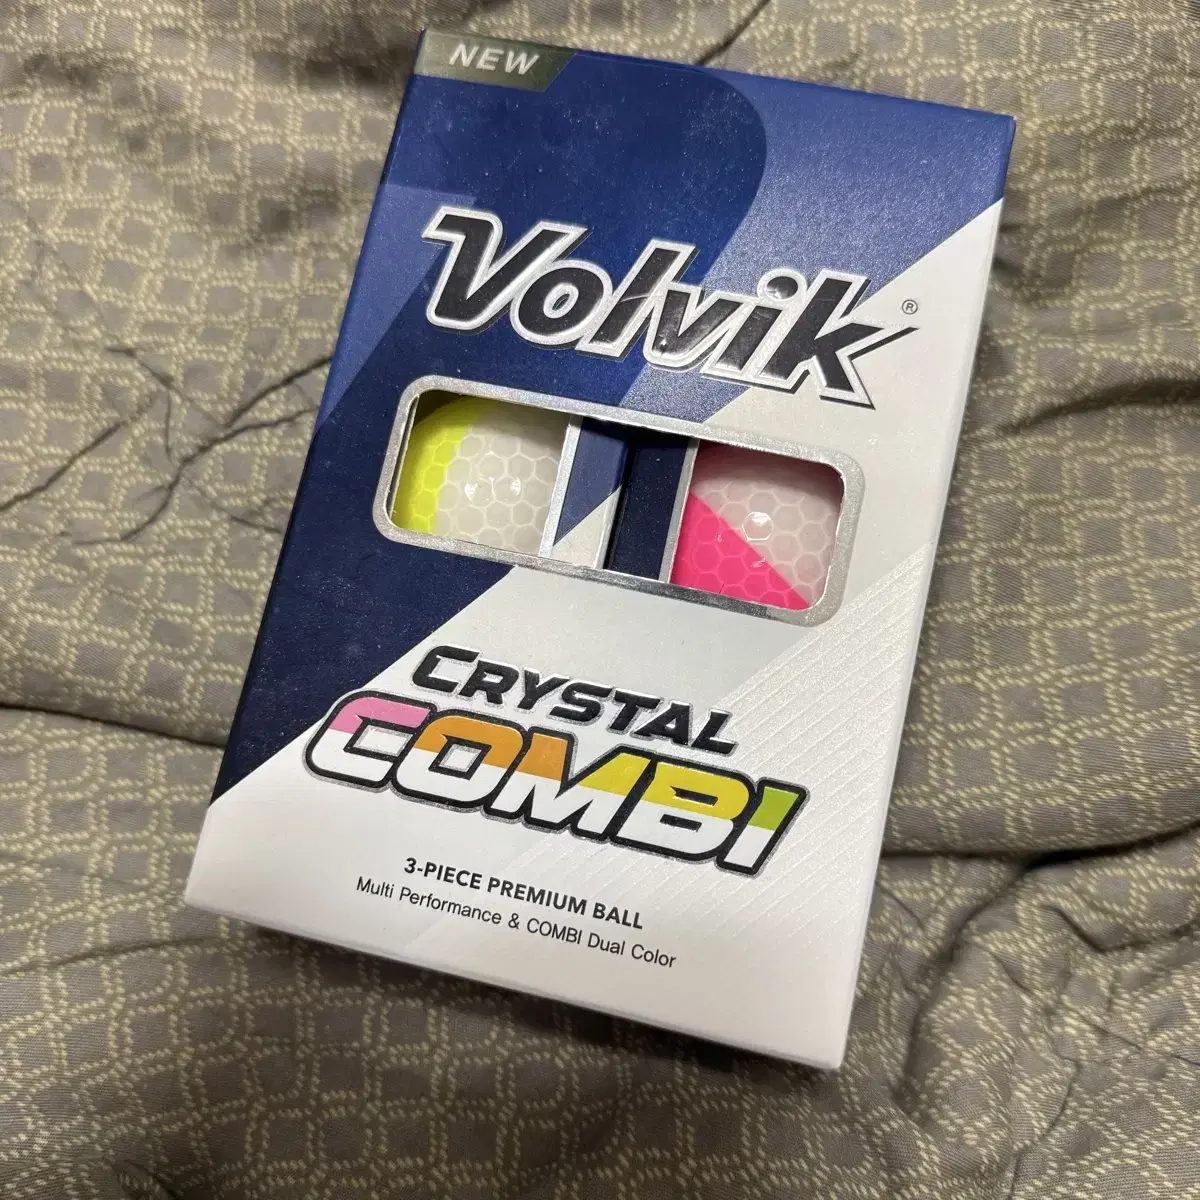 NEW
Volvik®
CRYSTAL
COMBI
3-PIECE PREMIUM BALL
Multi Performance & COMBI Dual Color